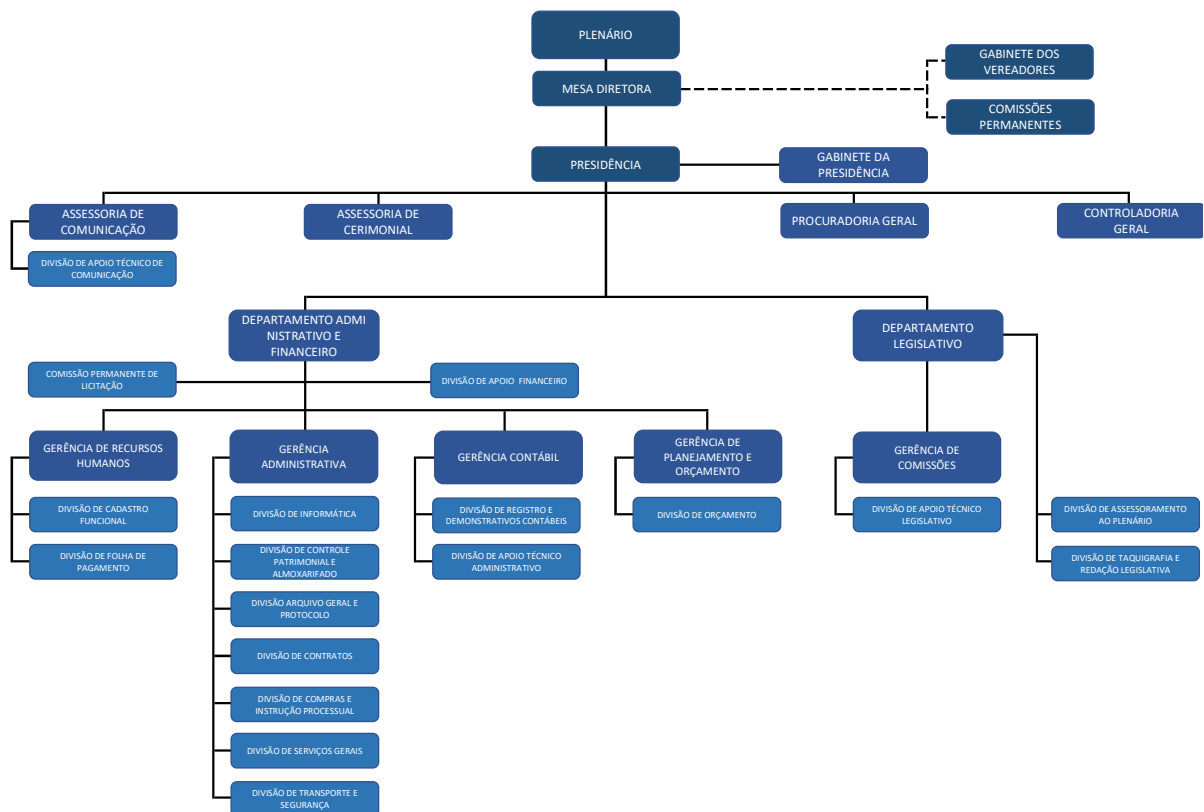 PLENÁRIO
GABINETE DOS
VEREADORES
MESA DIRETORA
COMISSÕES
PERMANENTES
PRESIDÊNCIA
GABINETE DA
PRESIDÊNCIA
ASSESSORIA DE
COMUNICAÇÃO
ASSESSORIA DE
CERIMONIAL
PROCURADORIA GERAL
CONTROLADORIA
GERAL
DIVISÃO DE APOIO TÉCNICO DE
COMUNICAÇÃO
DEPARTAMENTO ADMI
NISTRATIVO E
FINANCEIRO
DEPARTAMENTO
LEGISLATIVO
COMISSÃO PERMANENTE DE
LICITAÇÃO
DIVISÃO DE APOIO FINANCEIRO
GERÊNCIA DE RECURSOS
HUMANOS
GERÊNCIA
ADMINISTRATIVA
GERÊNCIA CONTÁBIL
GERÊNCIA DE
PLANEJAMENTO E
ORÇAMENTO
GERÊNCIA DE
COMISSÕES
DIVISÃO DE CADASTRO
FUNCIONAL
DIVISÃO DE INFORMÁTICA
DIVISÃO DE REGISTRO E
DEMONSTRATIVOS CONTÁBEIS
DIVISÃO DE ORÇAMENTO
DIVISÃO DE APOIO TÉCNICO
LEGISLATIVO
DIVISÃO DE ASSESSORAMENTO
AO PLENÁRIO
DIVISÃO DE FOLHA DE
PAGAMENTO
DIVISÃO DE CONTROLE
PATRIMONIAL E
ALMOXARIFADO
DIVISÃO DE APOIO TÉCNICO
ADMINISTRATIVO
DIVISÃO DE TAQUIGRAFIA E
REDAÇÃO LEGISLATIVA
DIVISÃO ARQUIVO GERAL E
PROTOCOLO
DIVISÃO DE CONTRATOS
DIVISÃO DE COMPRAS E
INSTRUÇÃO PROCESSUAL
DIVISÃO DE SERVIÇOS GERAIS
DIVISÃO DE TRANSPORTE E
SEGURANÇA